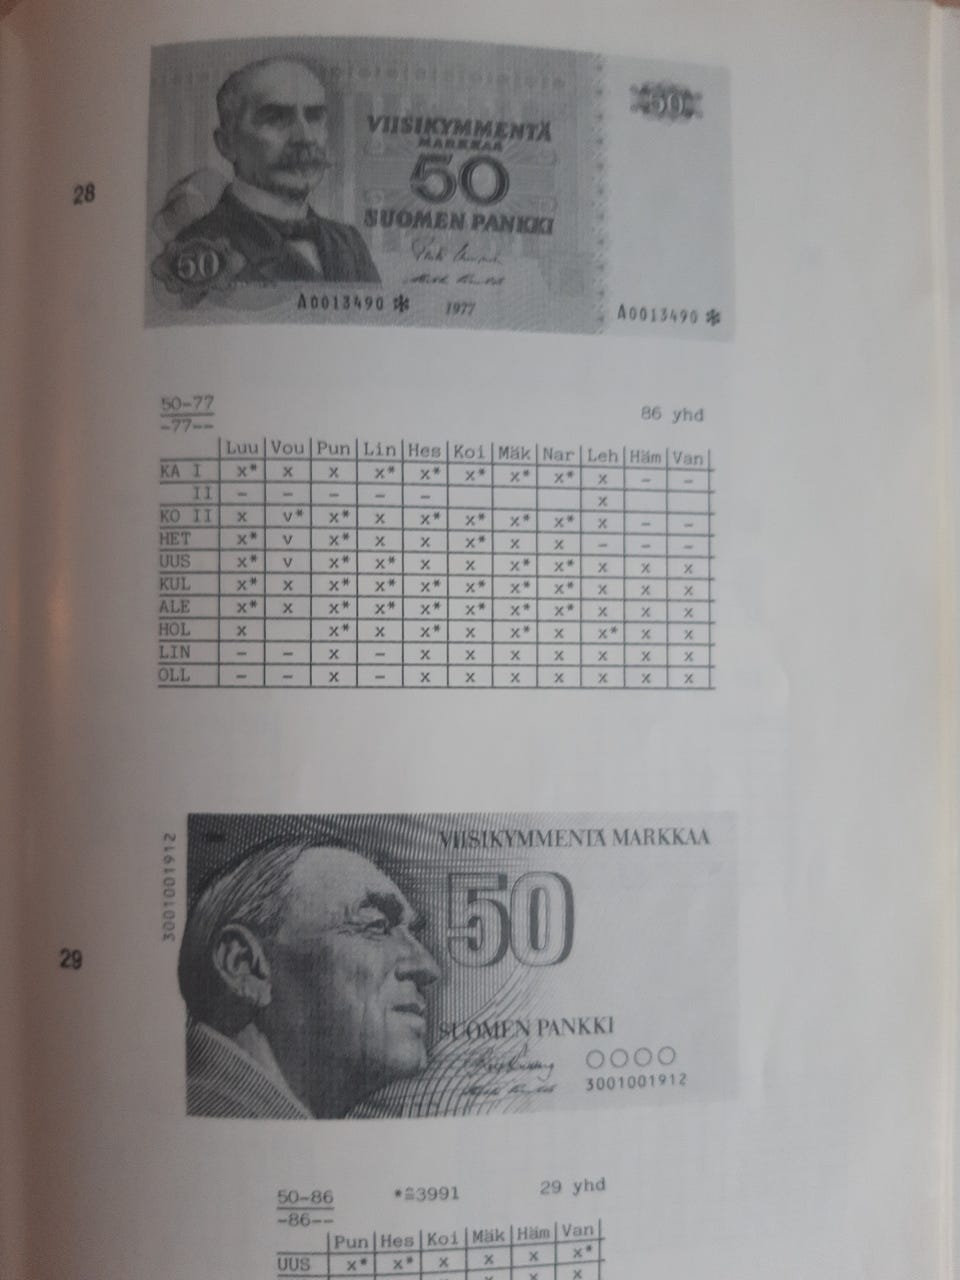 28
50
VIISIKYMMENTÄ
MARKKAA
50
SUOMEN PANKKI
50
A0013490 *
1977
A0013490 *
50-77
-77--
86 yhd
Luu Vou Pun Lin Hes Koi Mäk Nar Leh Häm Van
KA I x* x x x* x* x* x* x* x - -
II - - - - - x
KO II x v* x* x x* x* x* x* x - -
HET x* v x* x x x* x x - - -
UUS x* v x* x* x x x* x* x x x
KUL x* x x* x* x* x* x* x* x x x
ALE x* x x* x* x* x* x* x* x x x
HOL x x* x x* x x* x x* x x
LIN - - x - x x x x x x x
OLL - - x - x x x x x x x
29
3001001912
VIISIKYMMENTÄ MARKKAA
50
SUOMEN PANKKI
3001001912
50-86
-86--
*≅3991
29 yhd
Pun Hes Koi Mäk Häm Van
UUS x* x* x x x x*
x x x